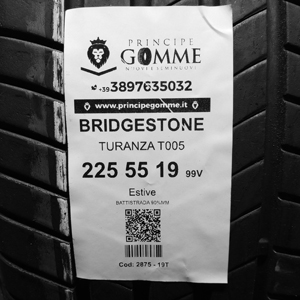 PRINCIPE
GOMME
+39 3897635032
www.principegomme.it
BRIDGESTONE
TURANZA T005
225 55 19 99V
Estive
Cod: 2875 - 19T